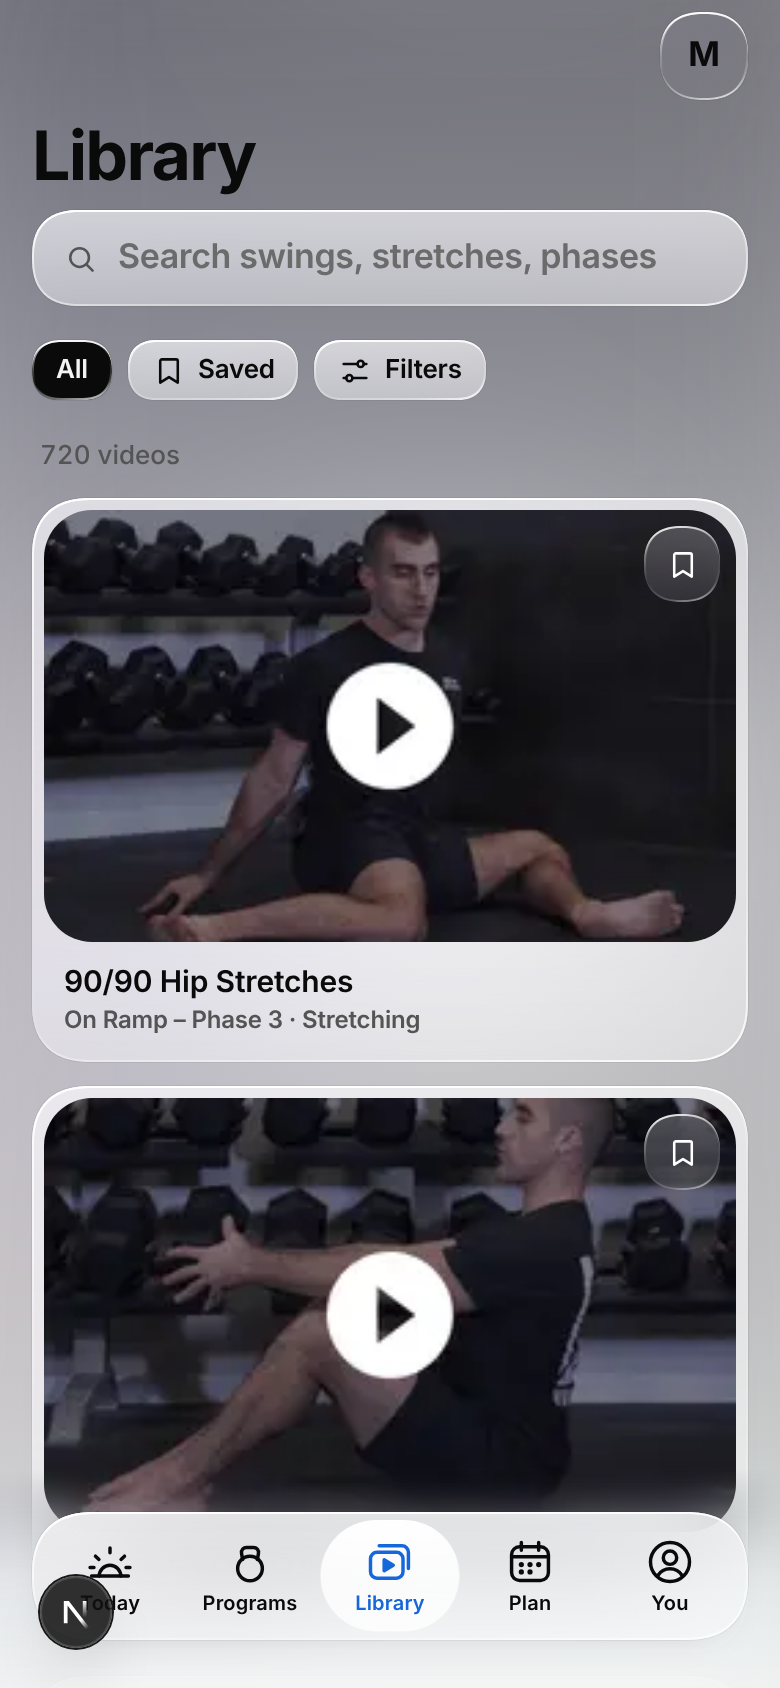 M
Library
Search swings, stretches, phases
All
Saved
Filters
720 videos
90/90 Hip Stretches
On Ramp – Phase 3 · Stretching
Today
Programs
Library
Plan
You
N